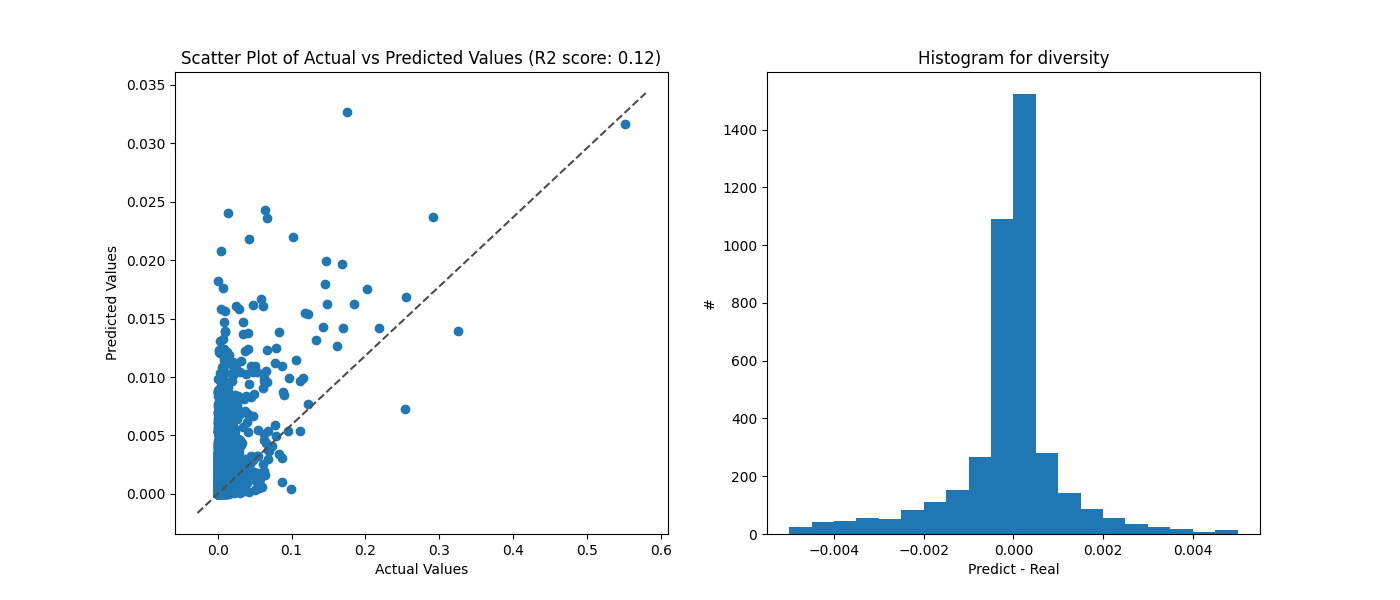 Scatter Plot of Actual vs Predicted Values (R2 score: 0.12)
0.035
0.030
0.025
0.020
0.015
0.010
0.005
0.000
Predicted Values
0.0 0.1 0.2 0.3 0.4 0.5 0.6
Actual Values
Histogram for diversity
1400
1200
1000
800
600
400
200
0
#
−0.004 −0.002 0.000 0.002 0.004
Predict - Real